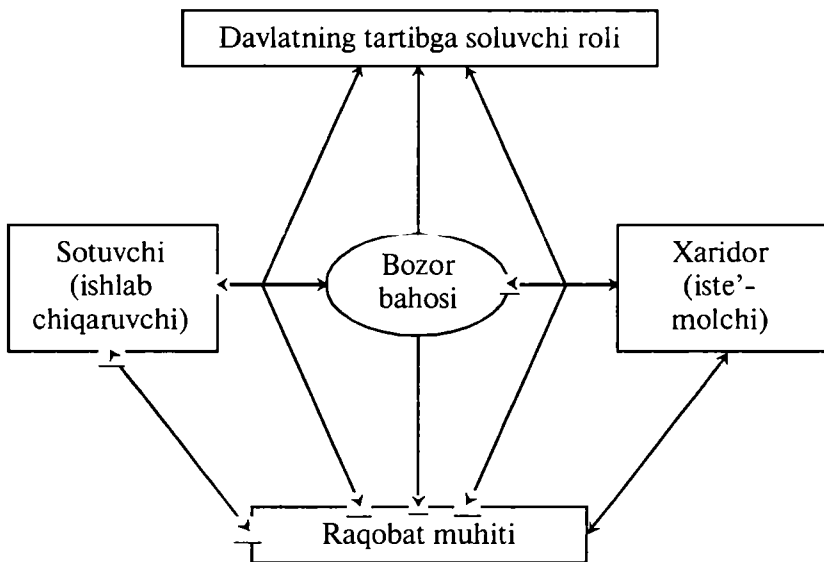 Davlatning tartibga soluvchi roli
Sotuvchi
(ishlab
chiqaruvchi)
Bozor
bahosi
Xaridor
(iste’-
molchi)
Raqobat muhiti